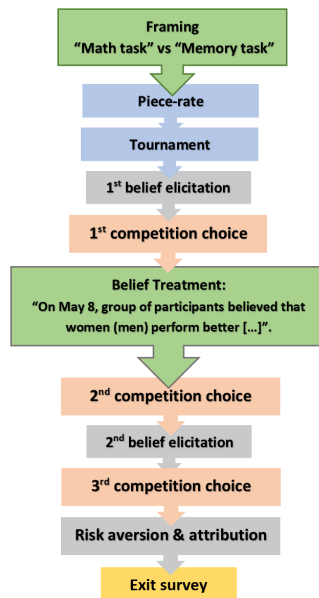 Framing
“Math task” vs “Memory task”
Piece-rate
Tournament
1st belief elicitation
1st competition choice
Belief Treatment:
“On May 8, group of participants believed that
women (men) perform better […]”.
2nd competition choice
2nd belief elicitation
3rd competition choice
Risk aversion & attribution
Exit survey